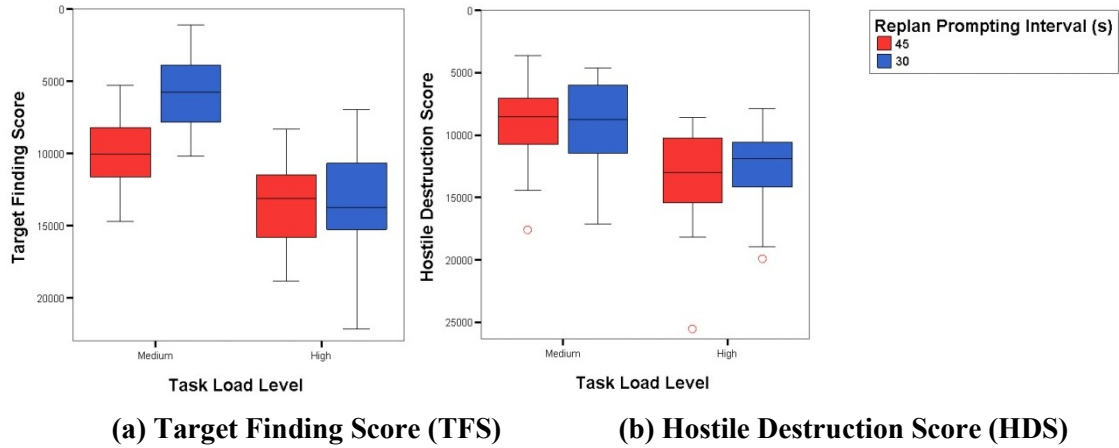 Target Finding Score
0
5000
10000
15000
20000
Medium
High
Task Load Level
Hostile Destruction Score
0
5000
10000
15000
20000
25000
Medium
High
Task Load Level
Replan Prompting Interval (s)
45
30
(a) Target Finding Score (TFS)
(b) Hostile Destruction Score (HDS)